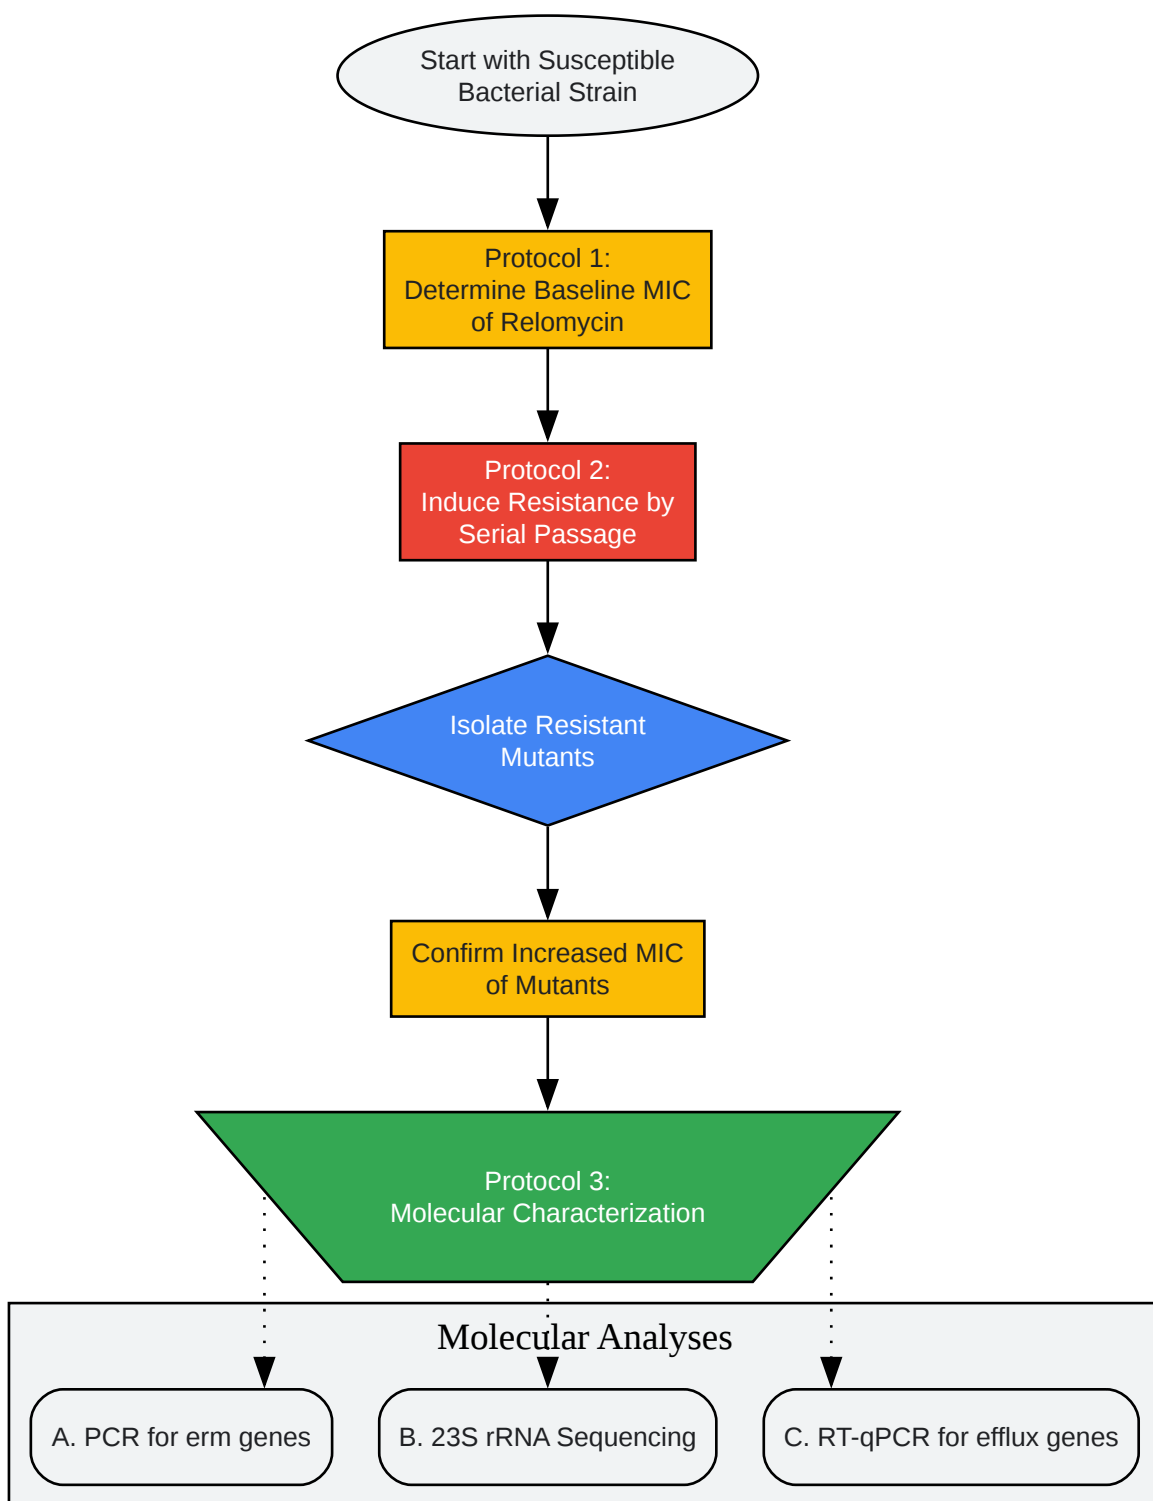 Start with Susceptible
Bacterial Strain
Protocol 1:
Determine Baseline MIC
of Relomycin
Protocol 2:
Induce Resistance by
Serial Passage
Isolate Resistant
Mutants
Confirm Increased MIC
of Mutants
Protocol 3:
Molecular Characterization
Molecular Analyses
A. PCR for erm genes
B. 23S rRNA Sequencing
C. RT-qPCR for efflux genes